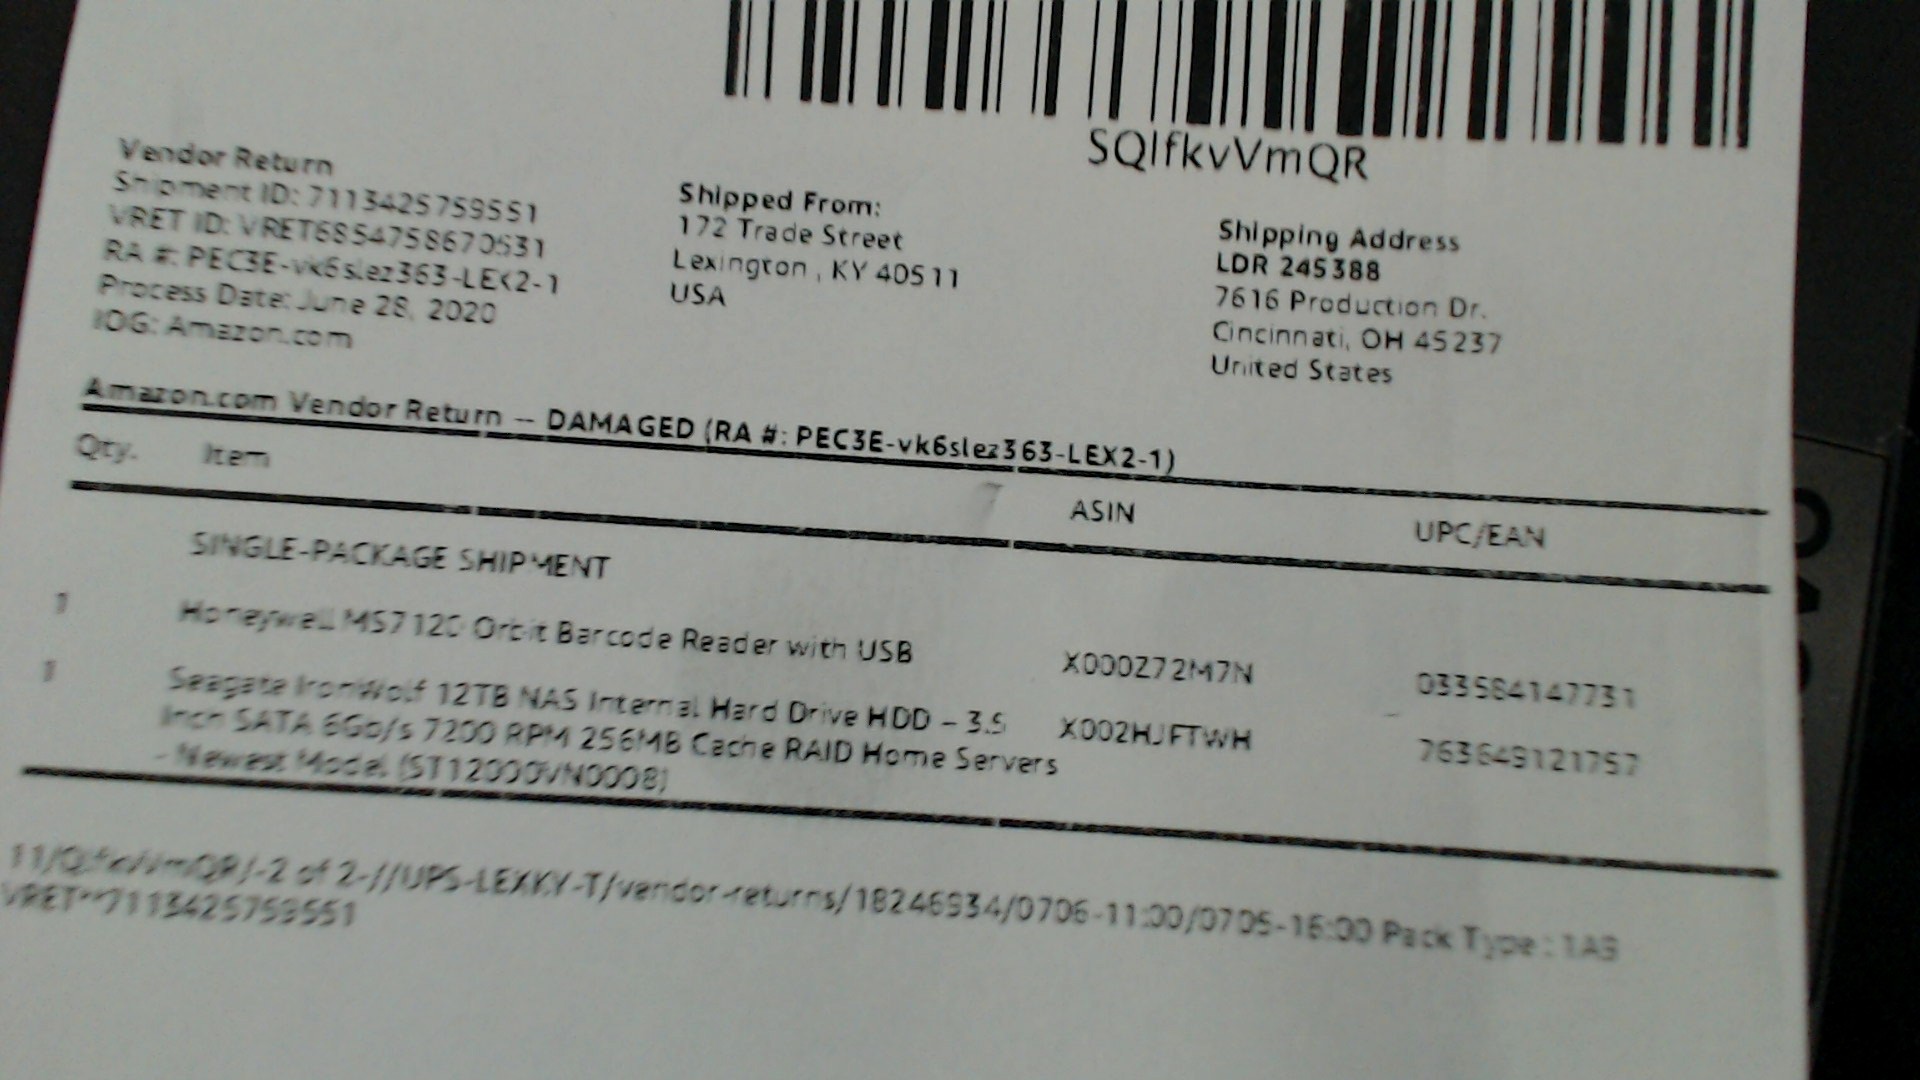 SQIfkvVmQR
Vendor Return
Shipment ID: 7113425759551
VRET ID: VRET6854758670531
RA #: PEC3E-vk6slez363-LEX2-1
Process Date: June 28, 2020
IOG: Amazon.com
Shipped From:
172 Trade Street
Lexington , KY 40511
USA
Shipping Address
LDR 245388
7616 Production Dr.
Cincinnati, OH 45237
United States
Amazon.com Vendor Return -- DAMAGED (RA #: PEC3E-vk6slez363-LEX2-1)
Qty. Item ASIN UPC/EAN
SINGLE-PACKAGE SHIPMENT
1 Honeywell MS7120 Orbit Barcode Reader with USB X000Z72M7N 033584147731
1 Seagate IronWolf 12TB NAS Internal Hard Drive HDD – 3.5 X002HJFTWH 763649121757
Inch SATA 6Gb/s 7200 RPM 256MB Cache RAID Home Servers
- Newest Model (ST12000VN0008)
/-2 of 2-//UPS-LEXKY-T/vendor-returns/18246934/0706-11:00/0705-16:00 Pack Type :
VRET**7113425759551